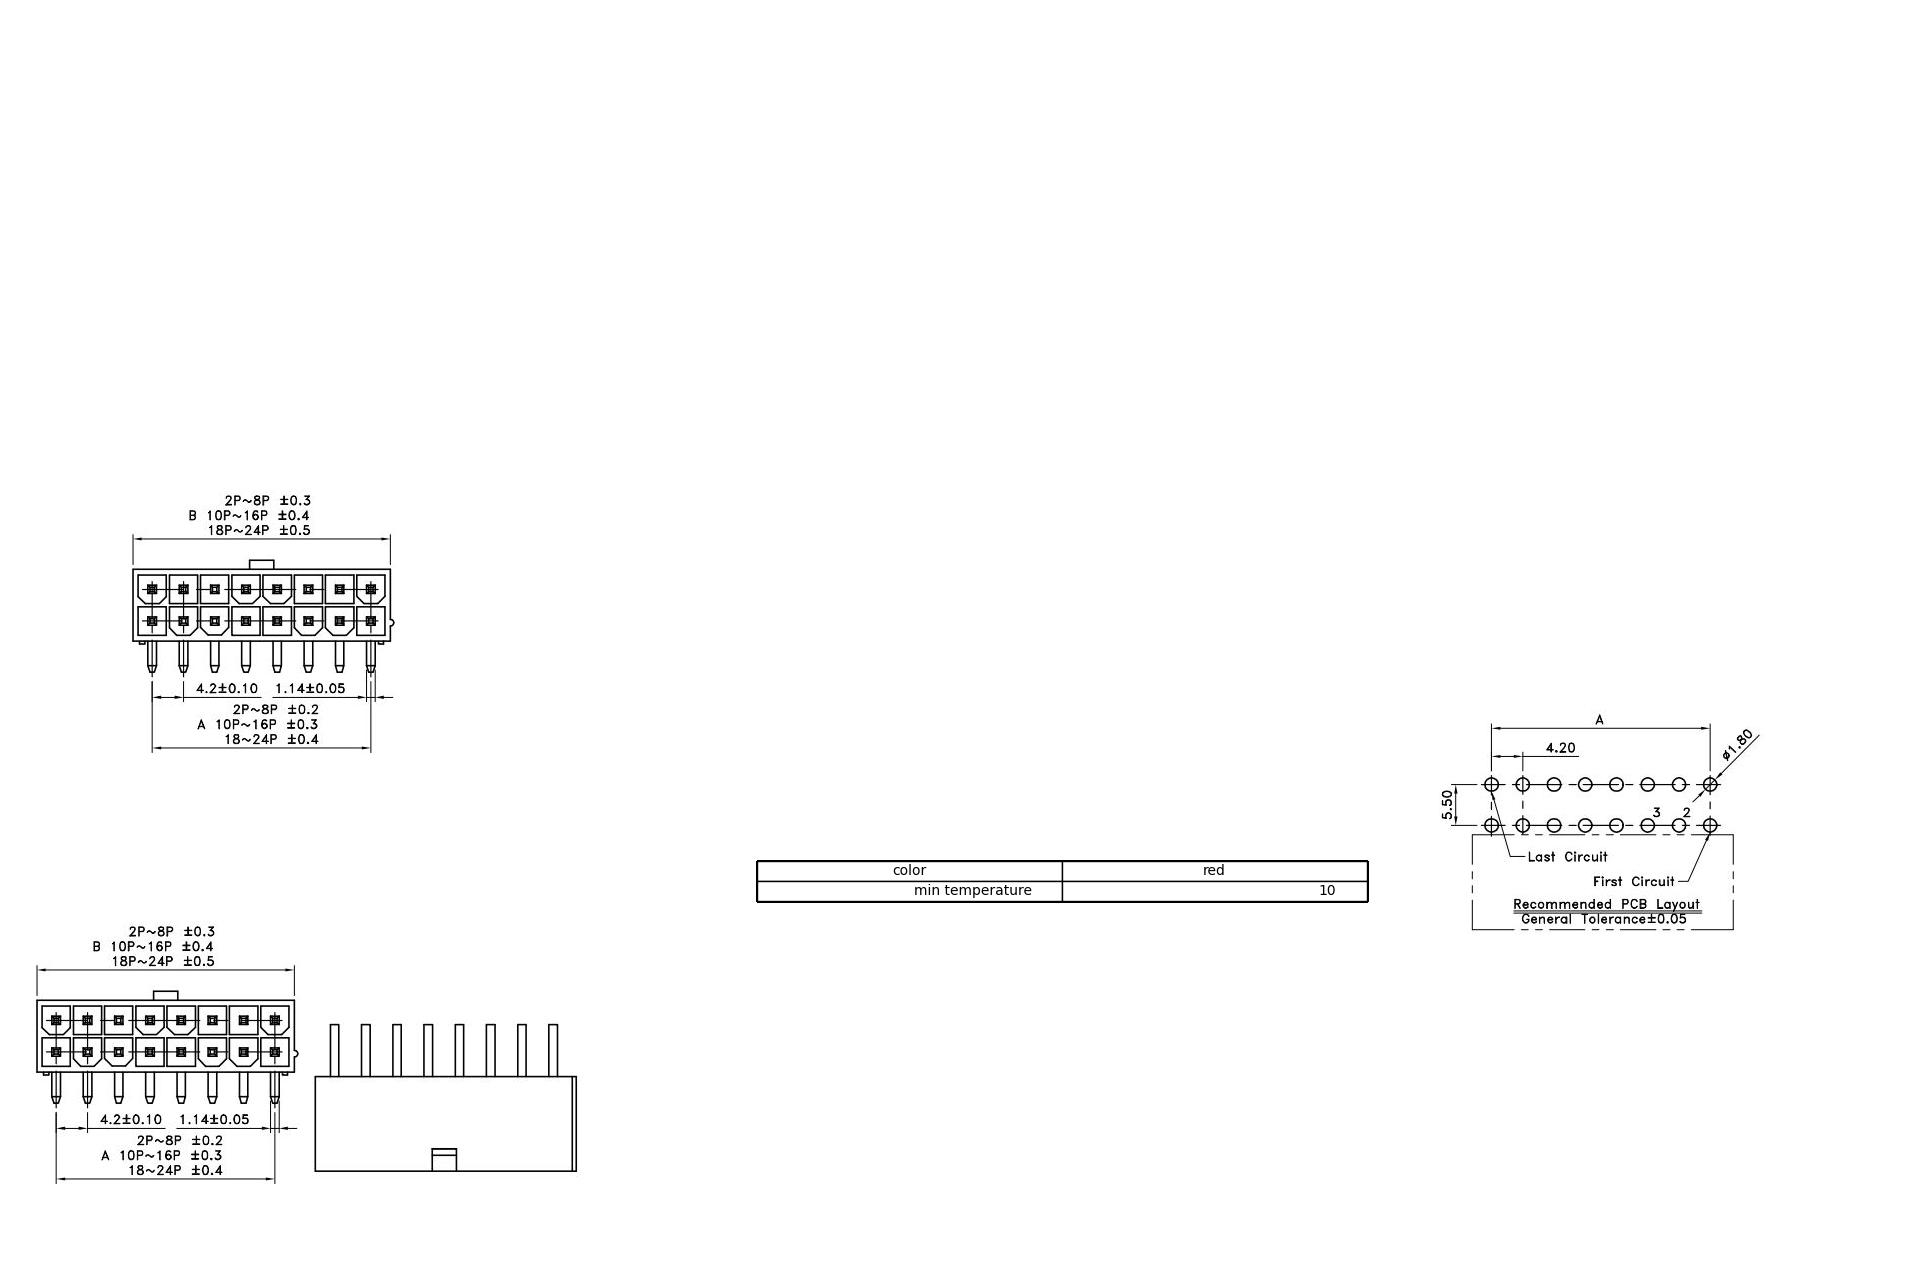 2P~8P ±0.3
B 10P~16P ±0.4
18P~24P ±0.5
4.2±0.10 1.14±0.05
2P~8P ±0.2
A 10P~16P ±0.3
18~24P ±0.4
A
4.20
ø1.80
5.50
3 2
Last Circuit
First Circuit
Recommended PCB Layout
General Tolerance±0.05
color red
min temperature 10
2P~8P ±0.3
B 10P~16P ±0.4
18P~24P ±0.5
4.2±0.10 1.14±0.05
2P~8P ±0.2
A 10P~16P ±0.3
18~24P ±0.4